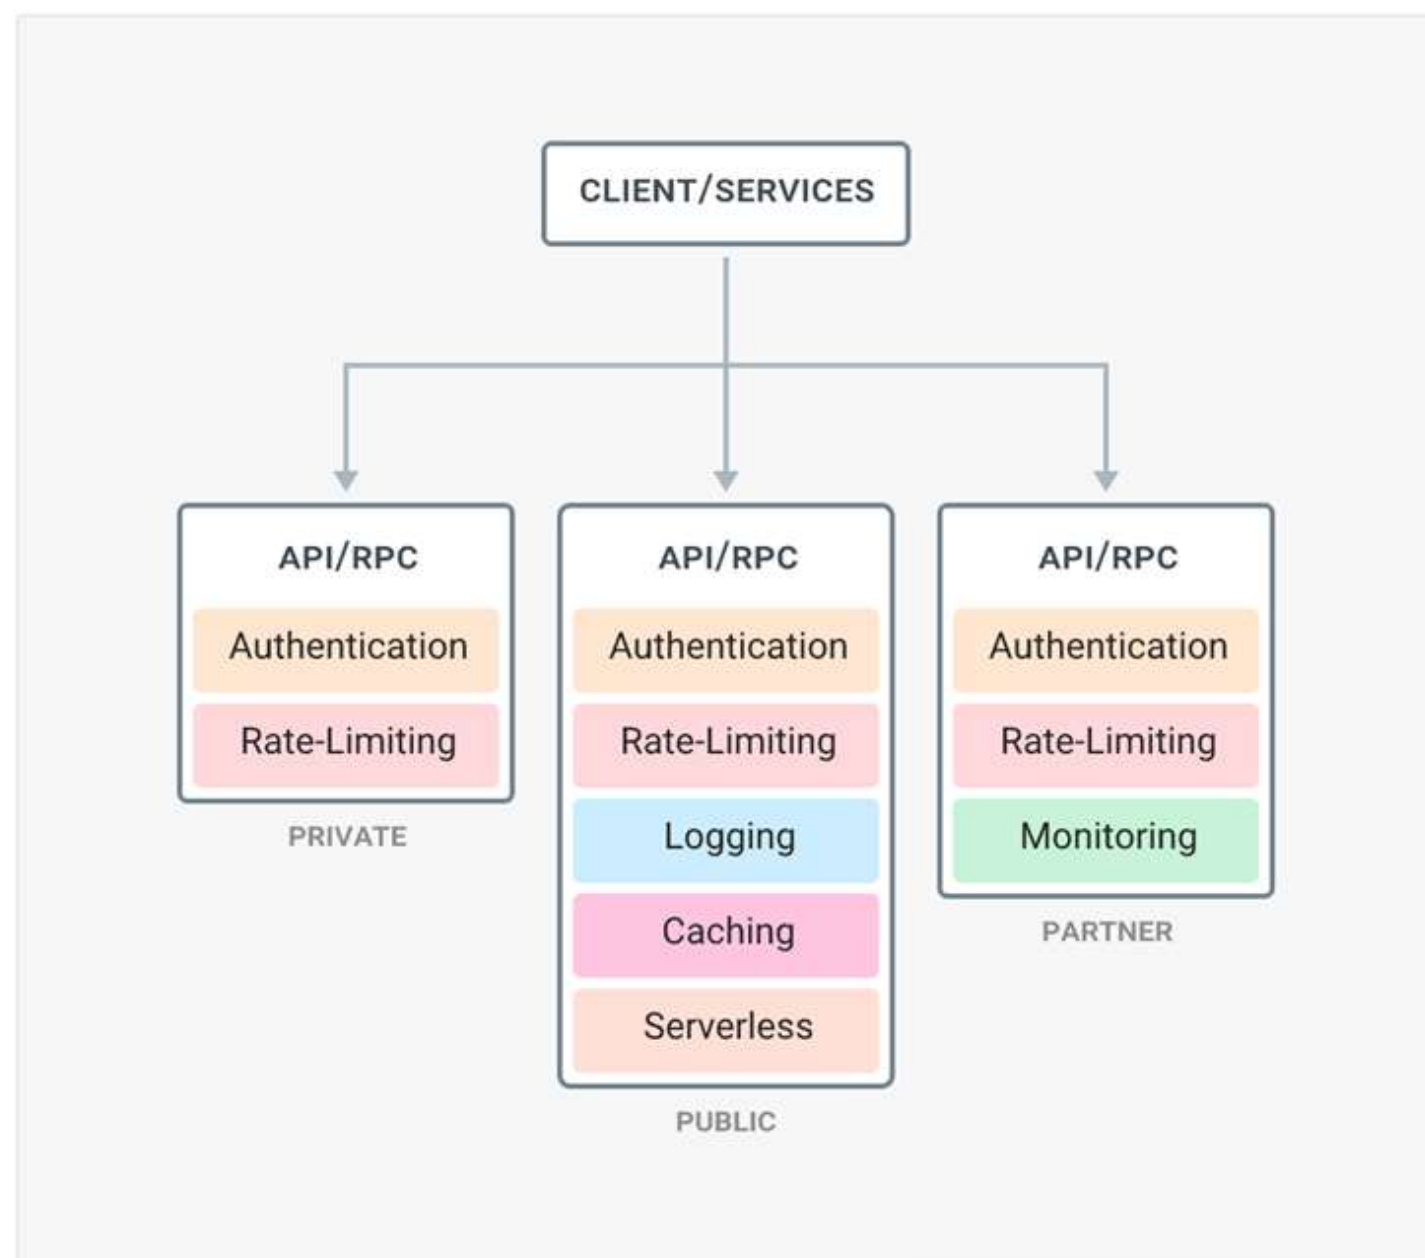 CLIENT/SERVICES
API/RPC
Authentication
Rate-Limiting
PRIVATE
API/RPC
Authentication
Rate-Limiting
Logging
Caching
Serverless
PUBLIC
API/RPC
Authentication
Rate-Limiting
Monitoring
PARTNER